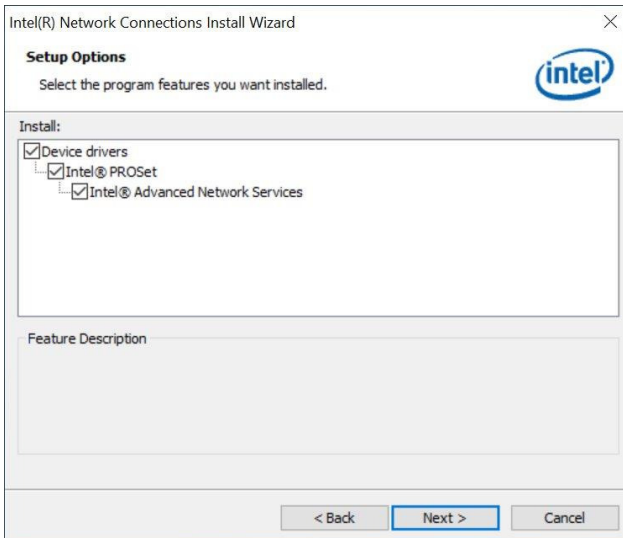 Intel(R) Network Connections Install Wizard
Setup Options
Select the program features you want installed.
intel
Install:
Device drivers
Intel® PROSet
Intel® Advanced Network Services
Feature Description
< Back
Next >
Cancel